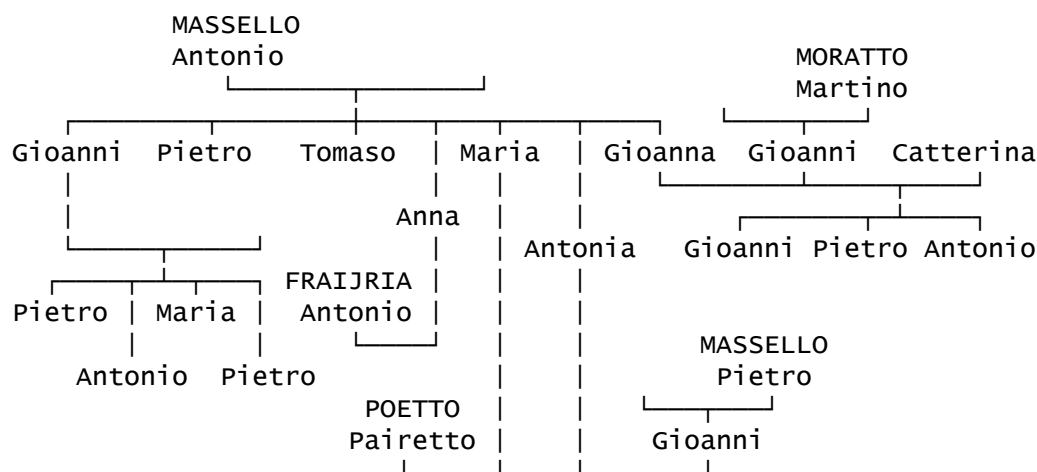 MASSELLO
Antonio
MORATTO
Martino
Gioanni Pietro Tomaso Maria Gioanna Gioanni Catterina
Anna
Antonia Gioanni Pietro Antonio
FRAIJRIA
Pietro Maria Antonio
MASSELLO
Antonio Pietro Pietro
POETTO
Pairetto Gioanni